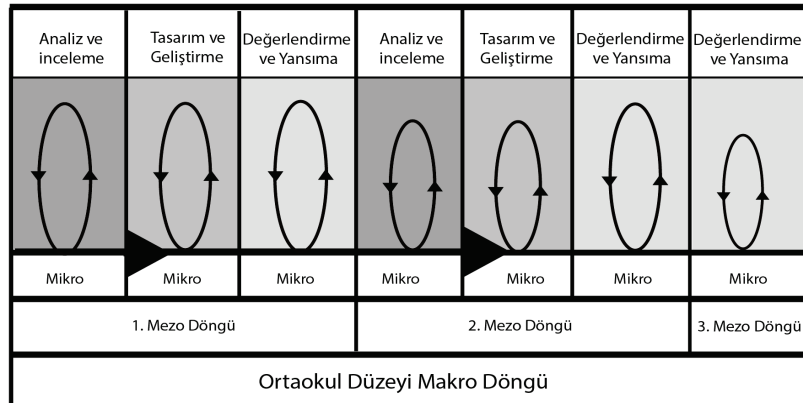 Analiz ve
inceleme
Tasarım ve
Geliştirme
Değerlendirme
ve Yansıma
Analiz ve
inceleme
Tasarım ve
Geliştirme
Değerlendirme
ve Yansıma
Değerlendirme
ve Yansıma
Mikro
Mikro
Mikro
Mikro
Mikro
Mikro
Mikro
1. Mezo Döngü
2. Mezo Döngü
3. Mezo Döngü
Ortaokul Düzeyi Makro Döngü